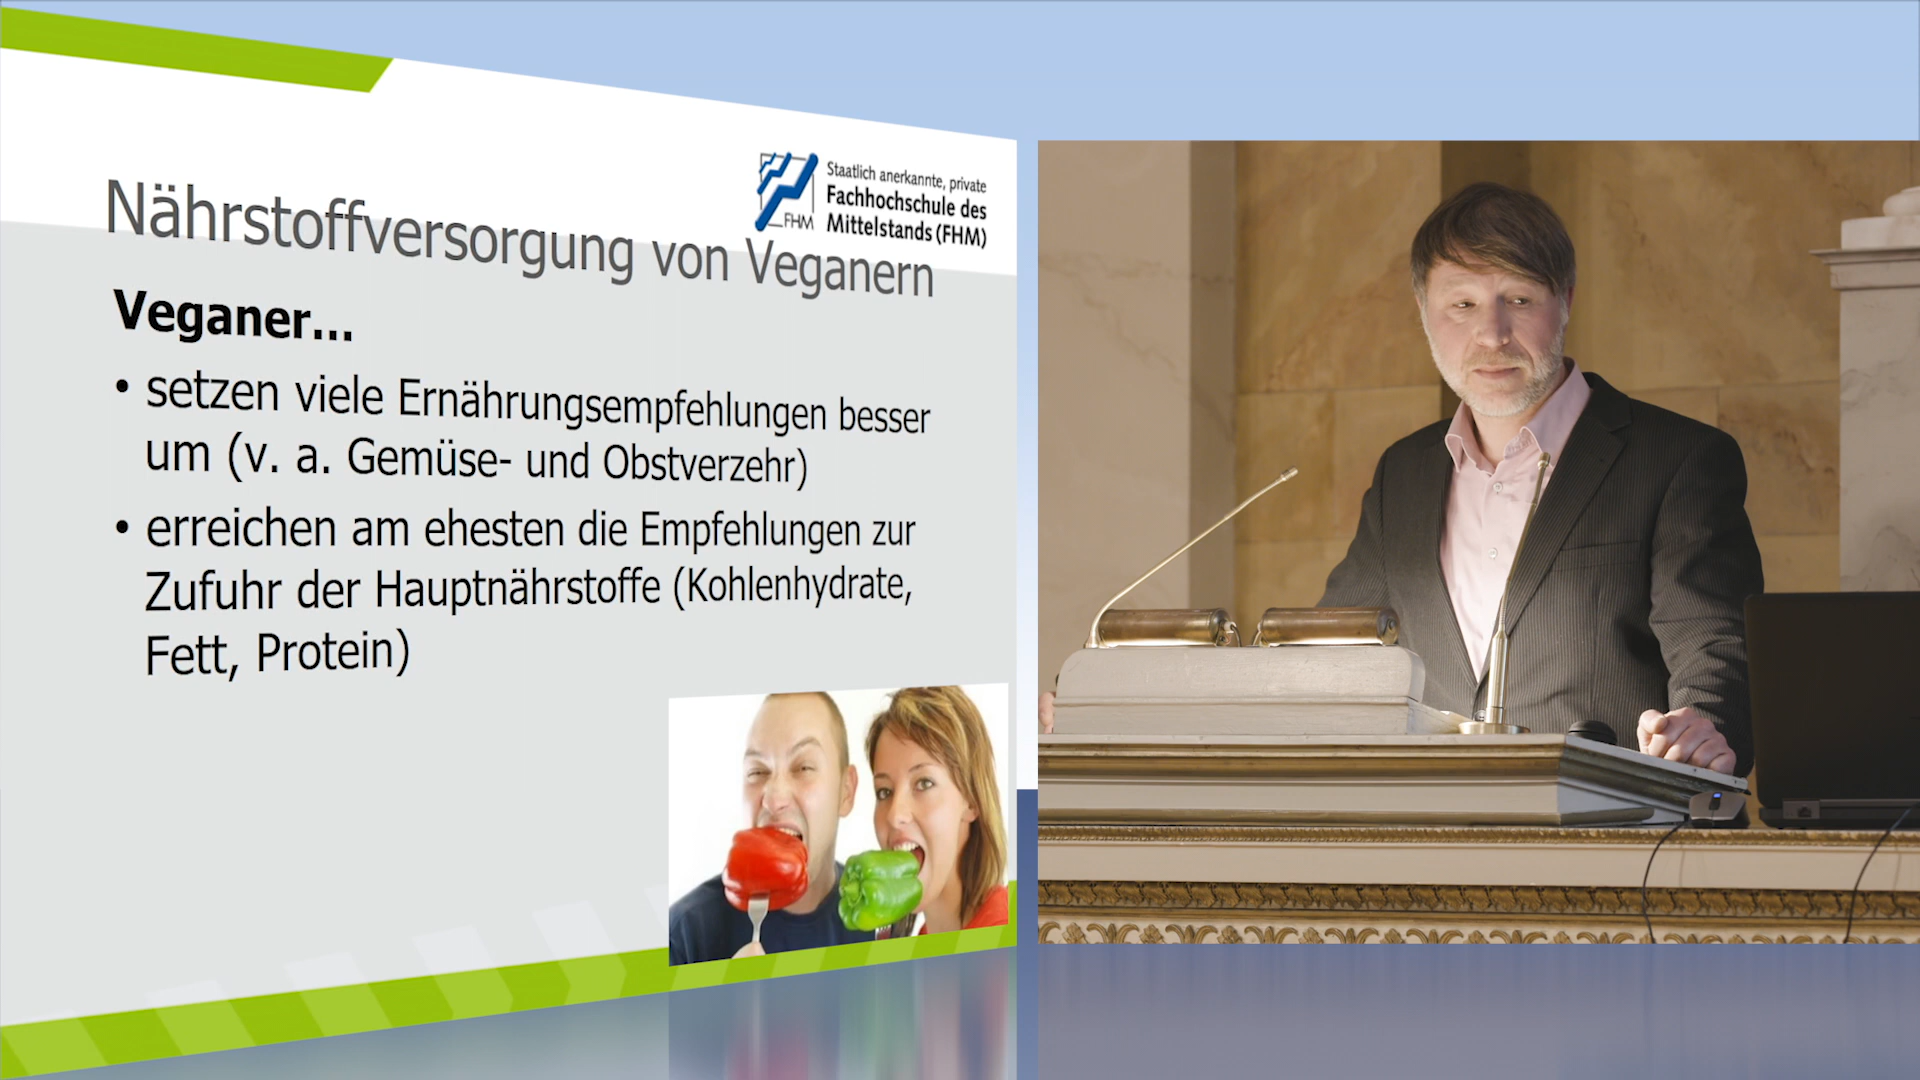 Staatlich anerkannte, private
Fachhochschule des
Mittelstands (FHM)
FHM
Nährstoffversorgung von Veganern
Veganer...
• setzen viele Ernährungsempfehlungen besser
um (v. a. Gemüse- und Obstverzehr)
• erreichen am ehesten die Empfehlungen zur
Zufuhr der Hauptnährstoffe (Kohlenhydrate,
Fett, Protein)